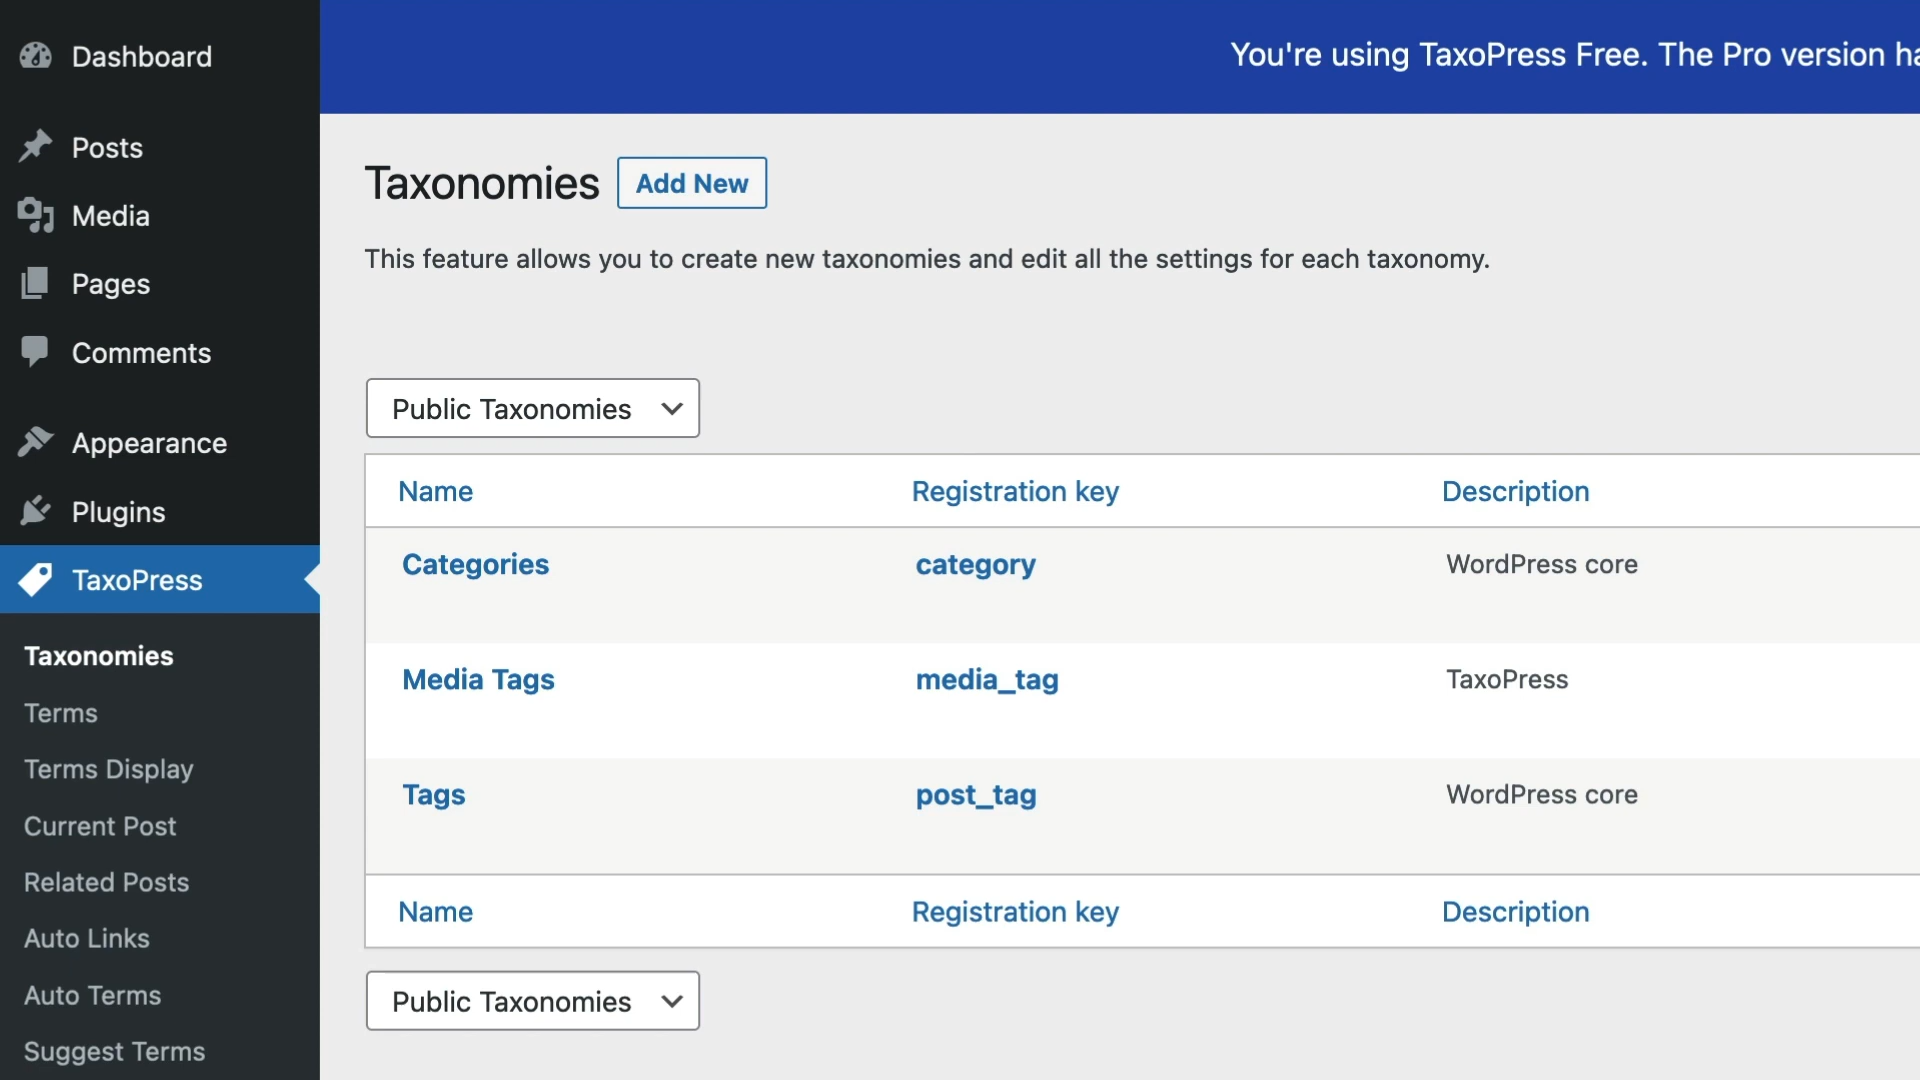 Dashboard
Posts
Media
Pages
Comments
Appearance
Plugins
TaxoPress
Taxonomies
Terms
Terms Display
Current Post
Related Posts
Auto Links
Auto Terms
Suggest Terms
You're using TaxoPress Free. The Pro version ha
Taxonomies Add New
This feature allows you to create new taxonomies and edit all the settings for each taxonomy.
Public Taxonomies
Name Registration key Description
Categories category WordPress core
Media Tags media_tag TaxoPress
Tags post_tag WordPress core
Name Registration key Description
Public Taxonomies